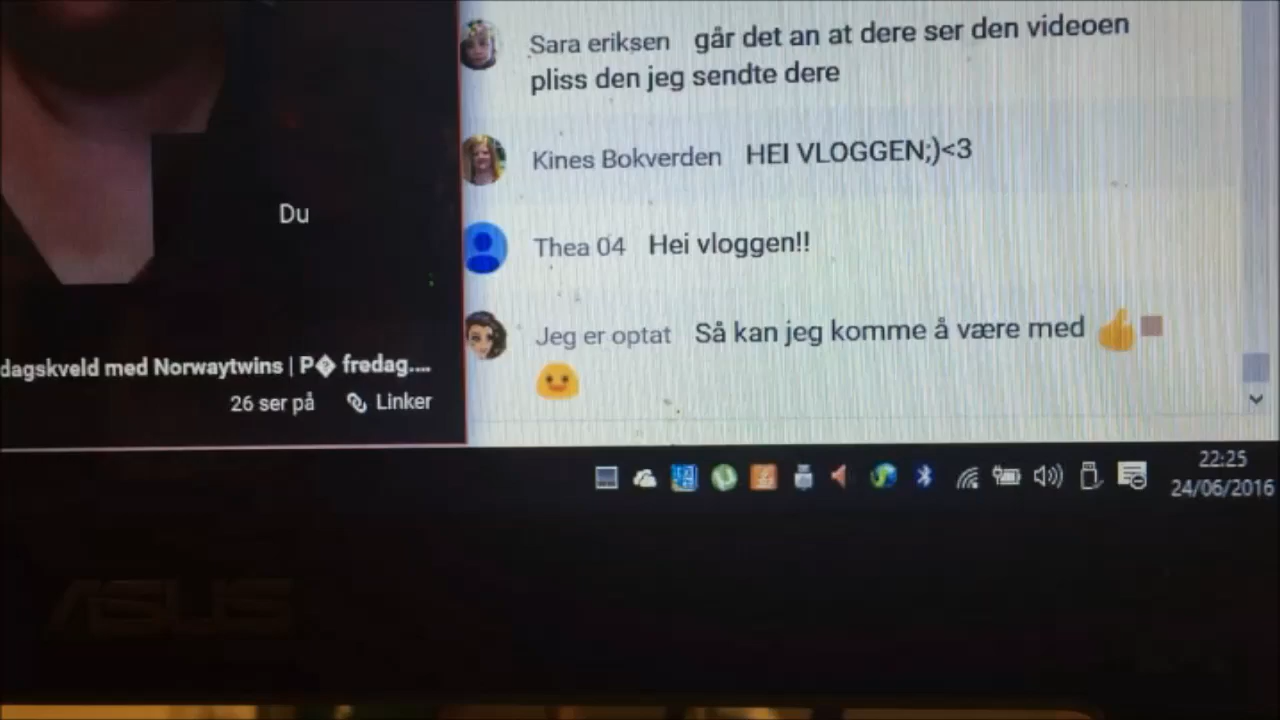 Sara eriksen går det an at dere ser den videoen
pliss den jeg sendte dere
Kines Bokverden HEI VLOGGEN;)<3
Du
Thea 04 Hei vloggen!!
Jeg er optat Så kan jeg komme å være med
dagskveld med Norwaytwins | P� fredag....
26 ser på Linker
22:25
24/06/2016
ASUS